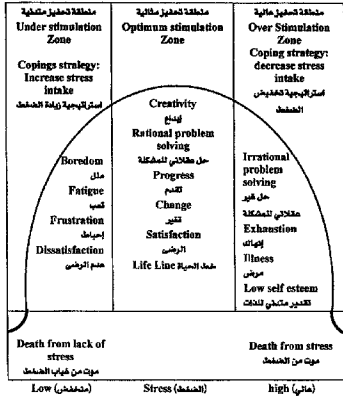 منطقة تحفيز متدنية
Under stimulation
Zone
Copings strategy:
Increase stress
intake
استراتيجية زيادة الضغط
Boredom
ملل
Fatigue
تعب
Frustration
إحباط
Dissatisfaction
عدم الرضى
منطقة تحفيز مثالية
Optimum stimulation
Zone
Creativity
إبداع
Rational problem
solving
حل عقلاني للمشكلة
Progress
تقدم
Change
تغير
Satisfaction
الرضى
Life Line خط الحياة
منطقة تحفيز عالية
Over Stimulation
Zone
Coping strategy:
decrease stress
intake
استراتيجية تخفيض
الضغط
Irrational
problem
solving
حل غير
عقلاني للمشكلة
Exhaustion
إنهاك
Illness
مرض
Low self esteem
تقدير متدني للذات
Death from lack of
stress
موت من غياب الضغط
Death from stress
موت من الضغط
Low (منخفض) Stress (الضغط) high (عالي)